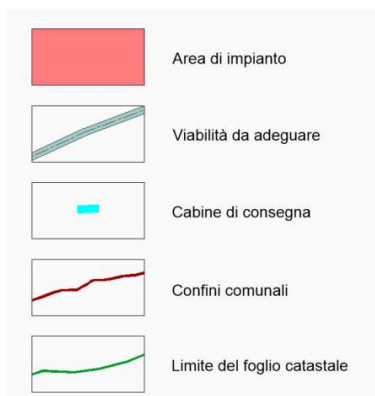 Area di impianto
Viabilità da adeguare
Cabine di consegna
Confini comunali
Limite del foglio catastale